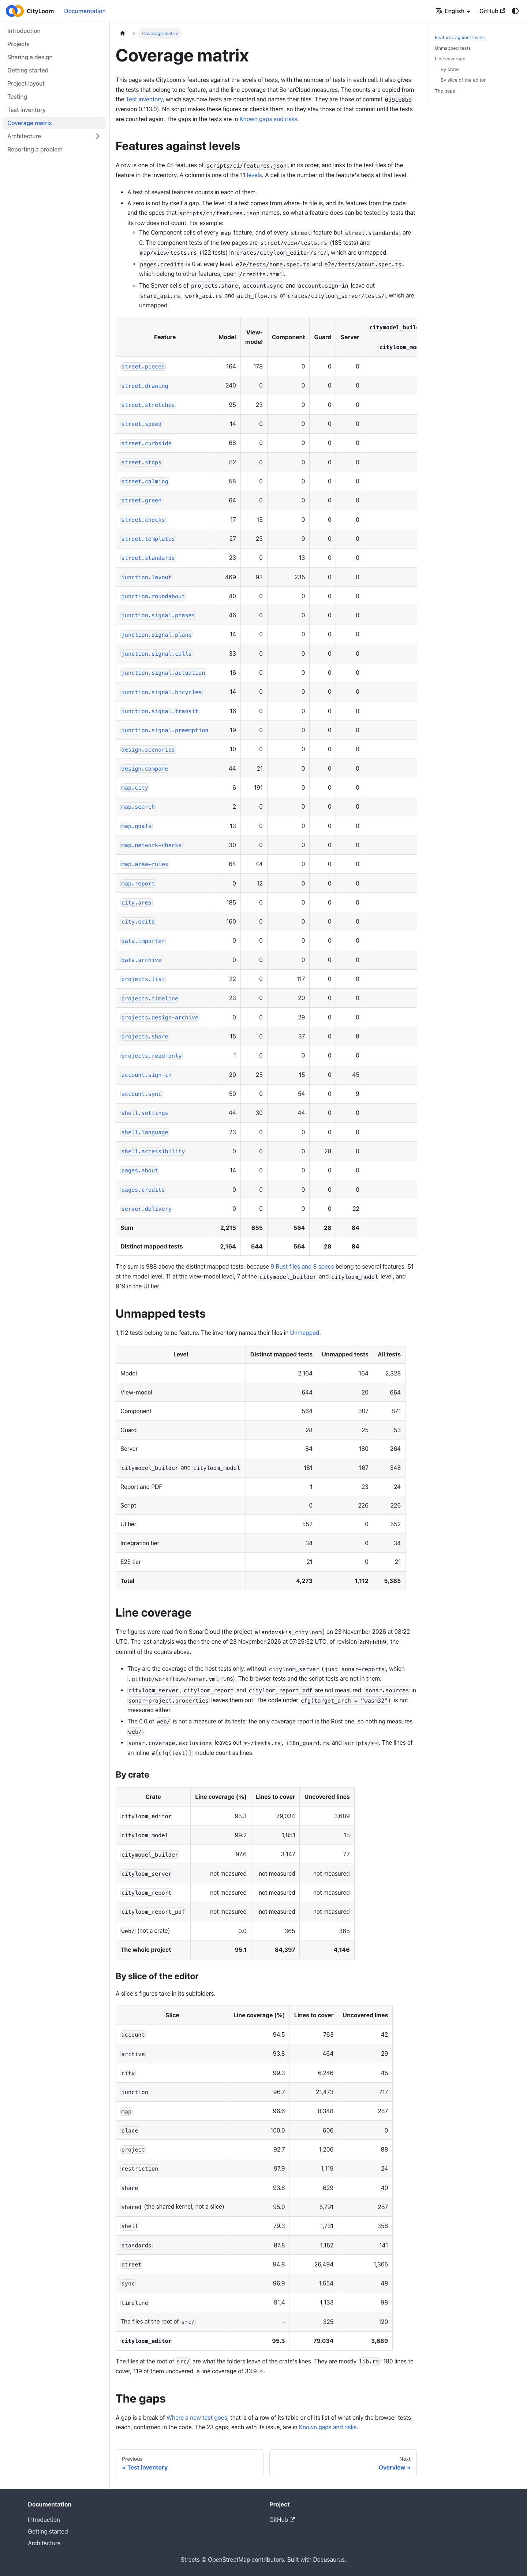 CityLoom
Documentation
English
GitHub
Introduction
Projects
Sharing a design
Getting started
Project layout
Testing
Test inventory
Coverage matrix
Architecture
Reporting a problem
Coverage matrix
Features against levels
Unmapped tests
Line coverage
By crate
By slice of the editor
The gaps
Coverage matrix
This page sets CityLoom's features against the levels of tests, with the number of tests in each cell. It also gives
the tests that belong to no feature, and the line coverage that SonarCloud measures. The counts are copied from
the Test inventory, which says how tests are counted and names their files. They are those of commit 0d9cb8b9
(version 0.113.0). No script makes figures or checks them, so they stay those of that commit until the tests
are counted again. The gaps in the tests are in Known gaps and risks.
Features against levels
A row is one of the 45 features of scripts/ci/features.json, in its order, and links to the test files of the
feature in the inventory. A column is one of the 11 levels. A cell is the number of the feature's tests at that level.
A test of several features counts in each of them.
A zero is not by itself a gap. The level of a test comes from where its file is, and its features from the code
and the specs that scripts/ci/features.json names, so what a feature does can be tested by tests that
its row does not count. For example:
The Component cells of every map feature, and of every street feature but street.standards, are
0. The component tests of the two pages are street/view/tests.rs (185 tests) and
map/view/tests.rs (122 tests) in crates/cityloom_editor/src/, which are unmapped.
pages.credits is 0 at every level. e2e/tests/home.spec.ts and e2e/tests/about.spec.ts,
which belong to other features, open /credits.html.
The Server cells of projects.share, account.sync and account.sign-in leave out
share_api.rs, work_api.rs and auth_flow.rs of crates/cityloom_server/tests/, which are
unmapped.
Feature Model View-model Component Guard Server
street.pieces 164 178 0 0 0
street.drawing 240 0 0 0 0
street.stretches 95 23 0 0 0
street.speed 14 0 0 0 0
street.curbside 68 0 0 0 0
street.stops 52 0 0 0 0
street.calming 58 0 0 0 0
street.green 64 0 0 0 0
street.checks 17 15 0 0 0
street.templates 27 23 0 0 0
street.standards 23 0 13 0 0
junction.layout 469 93 235 0 0
junction.roundabout 40 0 0 0 0
junction.signal.phases 46 0 0 0 0
junction.signal.plans 14 0 0 0 0
junction.signal.calls 33 0 0 0 0
junction.signal.actuation 16 0 0 0 0
junction.signal.bicycles 14 0 0 0 0
junction.signal.transit 16 0 0 0 0
junction.signal.preemption 19 0 0 0 0
design.scenarios 10 0 0 0 0
design.compare 44 21 0 0 0
map.city 6 191 0 0 0
map.search 2 0 0 0 0
map.goals 13 0 0 0 0
map.network-checks 30 0 0 0 0
map.area-rules 64 44 0 0 0
map.report 0 12 0 0 0
city.area 185 0 0 0 0
city.edits 160 0 0 0 0
data.importer 0 0 0 0 0
data.archive 0 0 0 0 0
projects.list 22 0 117 0 0
projects.timeline 23 0 20 0 0
projects.design-archive 0 0 29 0 0
projects.share 15 0 37 0 8
projects.read-only 1 0 0 0 0
account.sign-in 20 25 15 0 45
account.sync 50 0 54 0 9
shell.settings 44 30 44 0 0
shell.language 23 0 0 0 0
shell.accessibility 0 0 0 28 0
pages.about 14 0 0 0 0
pages.credits 0 0 0 0 0
server.delivery 0 0 0 0 22
Sum 2,215 655 564 28 84
Distinct mapped tests 2,164 644 564 28 84
The sum is 988 above the distinct mapped tests, because 9 Rust files and 8 specs belong to several features: 51
at the model level, 11 at the view-model level, 7 at the citymodel_builder and cityloom_model level, and
919 in the UI tier.
Unmapped tests
1,112 tests belong to no feature. The inventory names their files in Unmapped.
Level Distinct mapped tests Unmapped tests All tests
Model 2,164 164 2,328
View-model 644 20 664
Component 564 307 871
Guard 28 25 53
Server 84 180 264
citymodel_builder and cityloom_model 181 167 348
Report and PDF 1 23 24
Script 0 226 226
UI tier 552 0 552
Integration tier 34 0 34
E2E tier 21 0 21
Total 4,273 1,112 5,385
Line coverage
The figures were read from SonarCloud (the project alandovskis_cityloom) on 23 November 2026 at 08:22
UTC. The last analysis was then the one of 23 November 2026 at 07:25:52 UTC, of revision 0d9cb8b9, the
commit of the counts above.
They are the coverage of the host tests only, without cityloom_server (just sonar-reports, which
.github/workflows/sonar.yml runs). The browser tests and the script tests are not in them.
cityloom_server, cityloom_report and cityloom_report_pdf are not measured: sonar.sources in
sonar-project.properties leaves them out. The code under cfg(target_arch = "wasm32") is not
measured either.
The 0.0 of web/ is not a measure of its tests: the only coverage report is the Rust one, so nothing measures
web/.
sonar.coverage.exclusions leaves out **/tests.rs, i18n_guard.rs and scripts/**. The lines of
an inline #[cfg(test)] module count as lines.
By crate
Crate Line coverage (%) Lines to cover Uncovered lines
cityloom_editor 95.3 79,034 3,689
cityloom_model 99.2 1,851 15
citymodel_builder 97.6 3,147 77
cityloom_server not measured not measured not measured
cityloom_report not measured not measured not measured
cityloom_report_pdf not measured not measured not measured
web/ (not a crate) 0.0 365 365
The whole project 95.1 84,397 4,146
By slice of the editor
A slice's figures take in its subfolders.
Slice Line coverage (%) Lines to cover Uncovered lines
account 94.5 763 42
archive 93.8 464 29
city 99.3 6,246 45
junction 96.7 21,473 717
map 96.6 8,348 287
place 100.0 606 0
project 92.7 1,206 88
restriction 97.9 1,119 24
share 93.6 629 40
shared (the shared kernel, not a slice) 95.0 5,791 287
shell 79.3 1,731 358
standards 87.8 1,152 141
street 94.8 26,494 1,365
sync 96.9 1,554 48
timeline 91.4 1,133 98
The files at the root of src/ – 325 120
cityloom_editor 95.3 79,034 3,689
The files at the root of src/ are what the folders leave of the crate's lines. They are mostly lib.rs: 180 lines to
cover, 119 of them uncovered, a line coverage of 33.9 %.
The gaps
A gap is a break of Where a new test goes, that is of a row of its table or of its list of what only the browser tests
reach, confirmed in the code. The 23 gaps, each with its issue, are in Known gaps and risks.
Previous
« Test inventory
Next
Overview »
Documentation
Introduction
Getting started
Architecture
Project
GitHub
Streets © OpenStreetMap contributors. Built with Docusaurus.